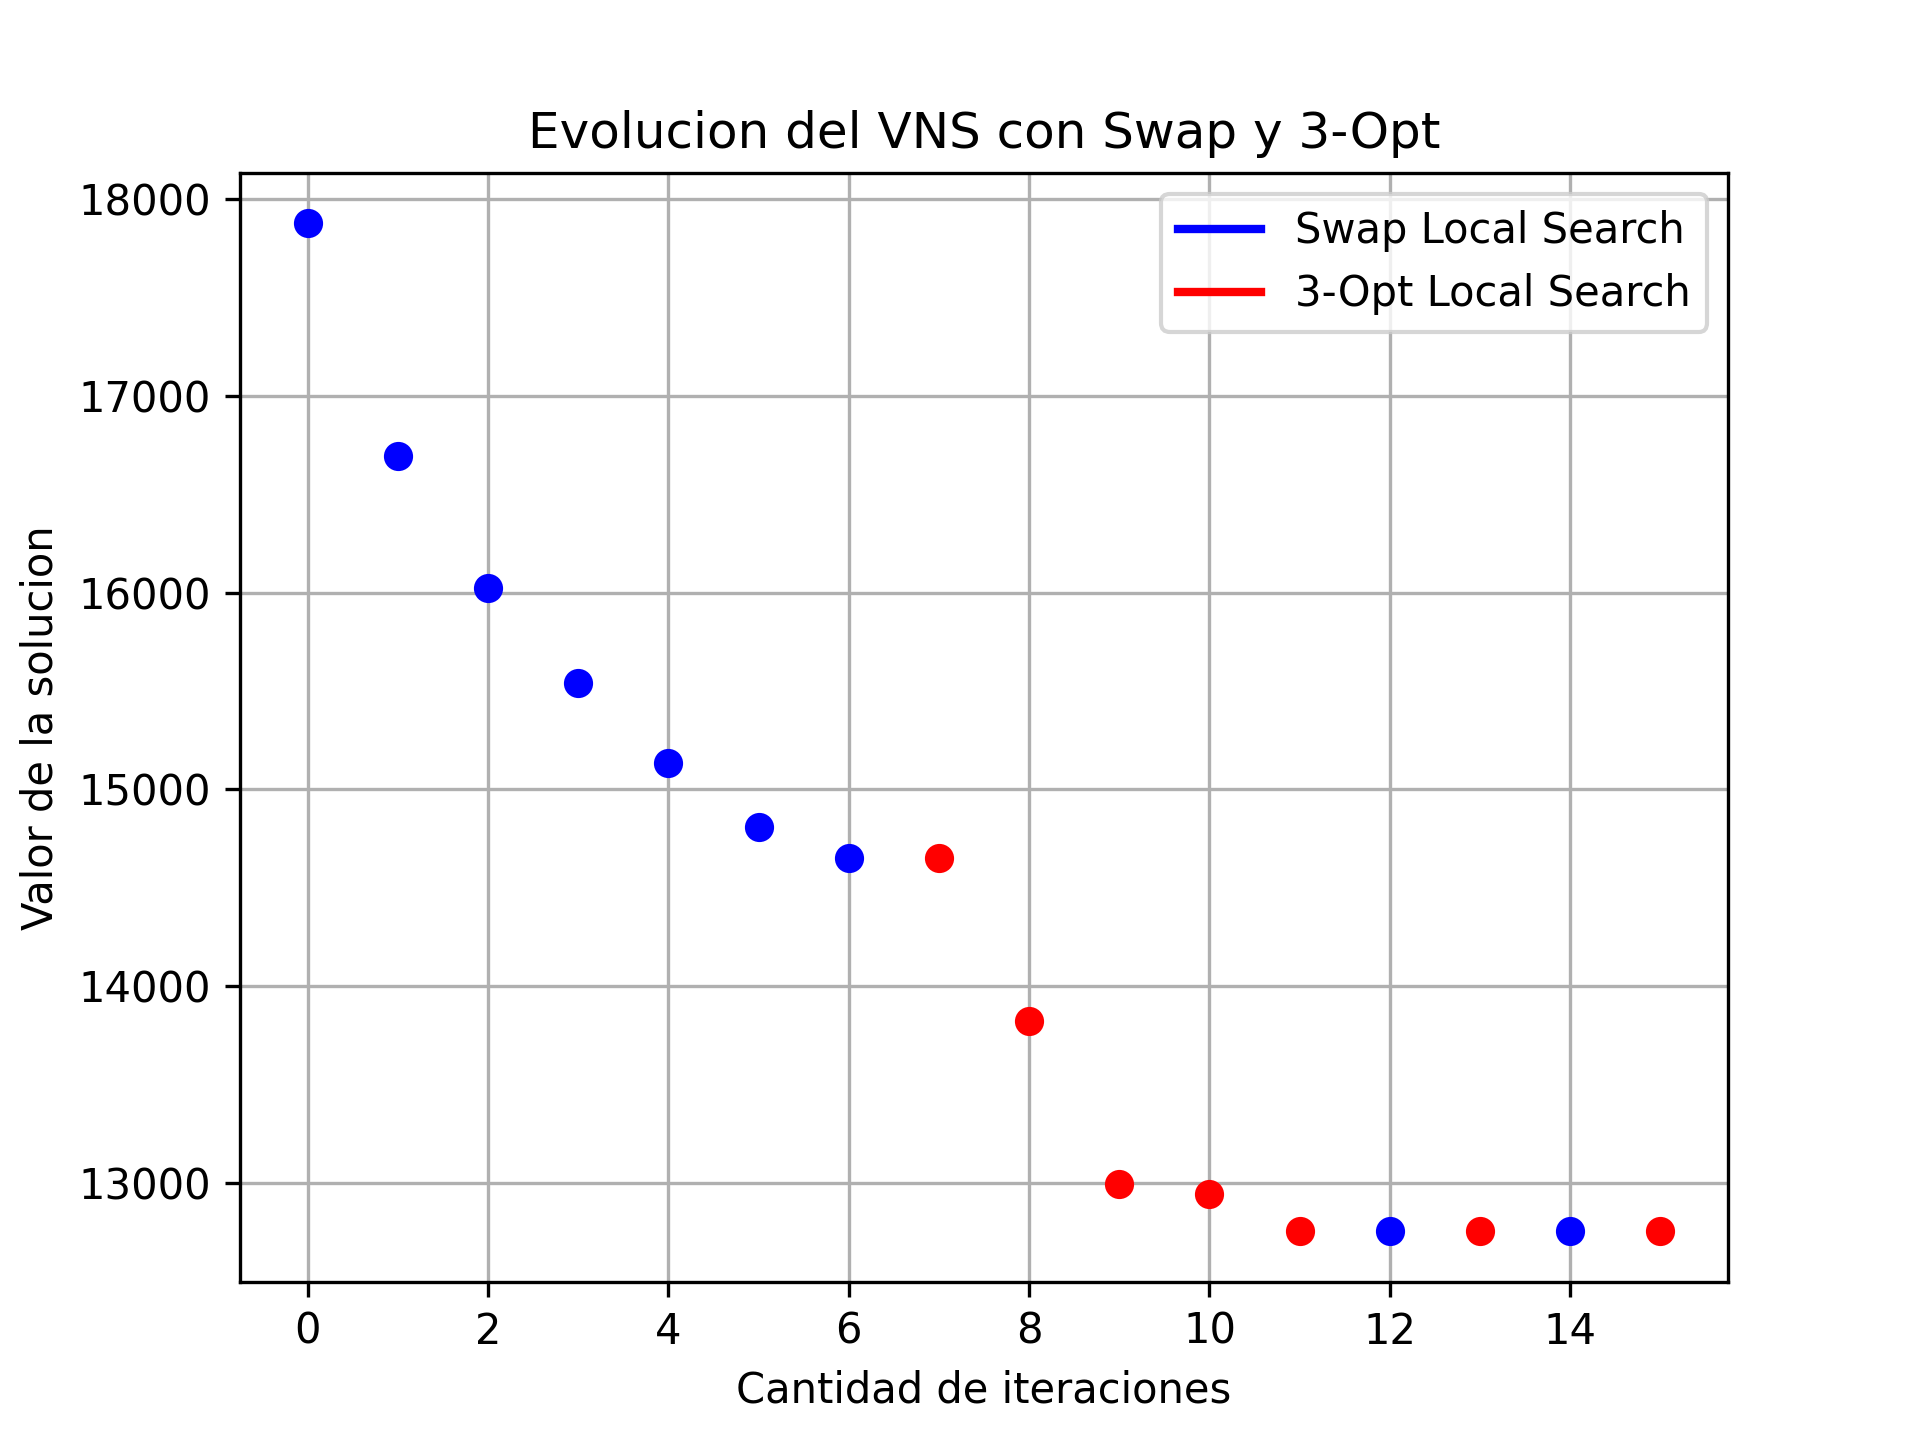 Evolucion del VNS con Swap y 3-Opt
Swap Local Search
3-Opt Local Search
Valor de la solucion
18000
17000
16000
15000
14000
13000
0 2 4 6 8 10 12 14
Cantidad de iteraciones